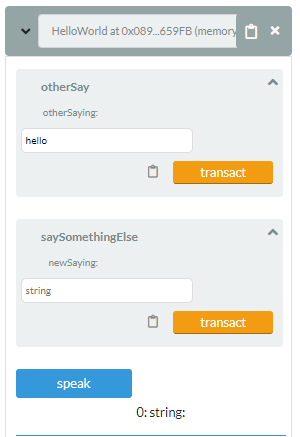 HelloWorld at 0x089...659FB (memory
otherSay
otherSaying:
hello
transact
saySomethingElse
newSaying:
string
transact
speak
0: string: